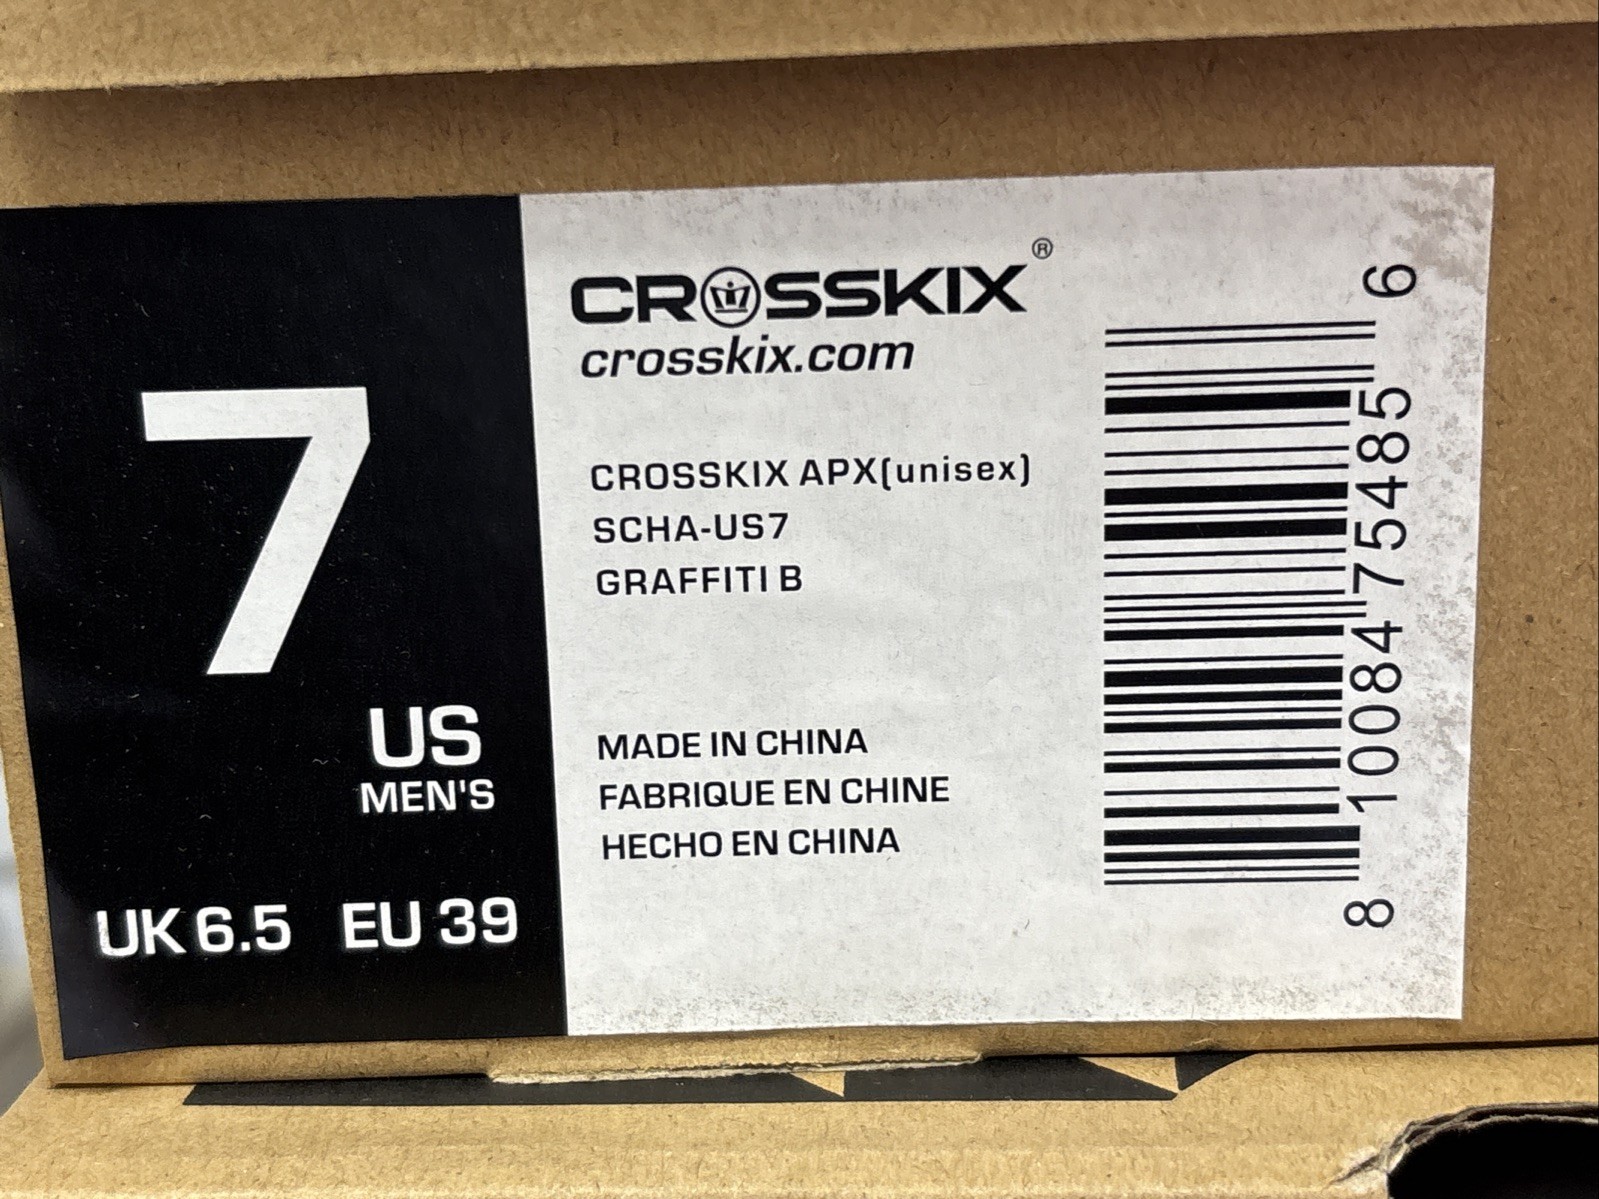 7
US
MEN'S
UK 6.5 EU 39
CROSSKIX®
crosskix.com
CROSSKIX APX(unisex)
SCHA-US7
GRAFFITI B
MADE IN CHINA
FABRIQUE EN CHINE
HECHO EN CHINA
8 10084 75485 6